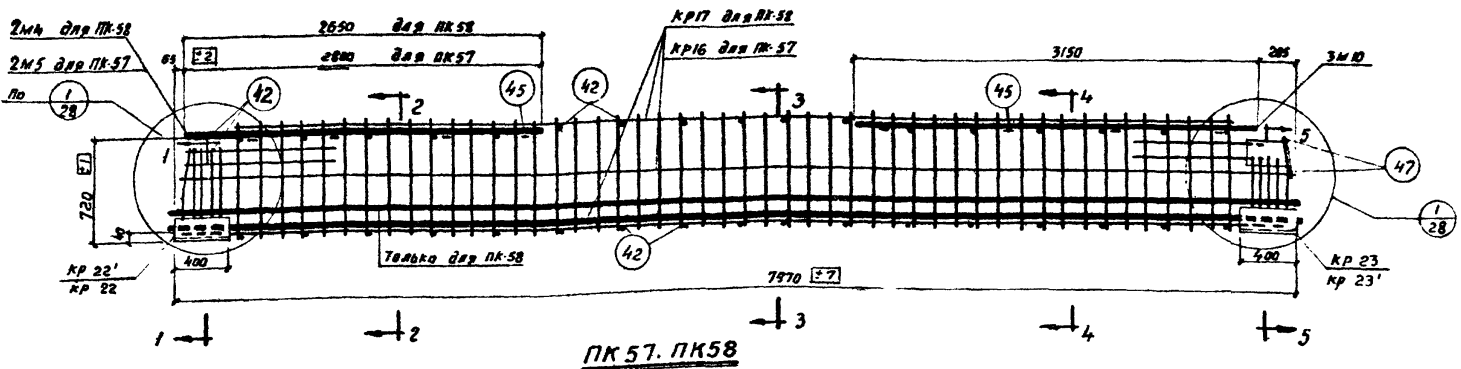 2М4 для ПК-58
2650 для ПК 58
КР17 для ПК-58
КР16 для ПК-57
65 ±2
2800 для ПК57
3150
285
3М10
2М5 для ПК-57
по 1/28
42
2
45
42
3
45
4
1
5
47
±1
720
40
1/28
400
Только для ПК-58
42
400
КР 22'
КР 22
КР 23
КР 23'
7970 ±7
1
2
3
4
5
ПК 57. ПК58